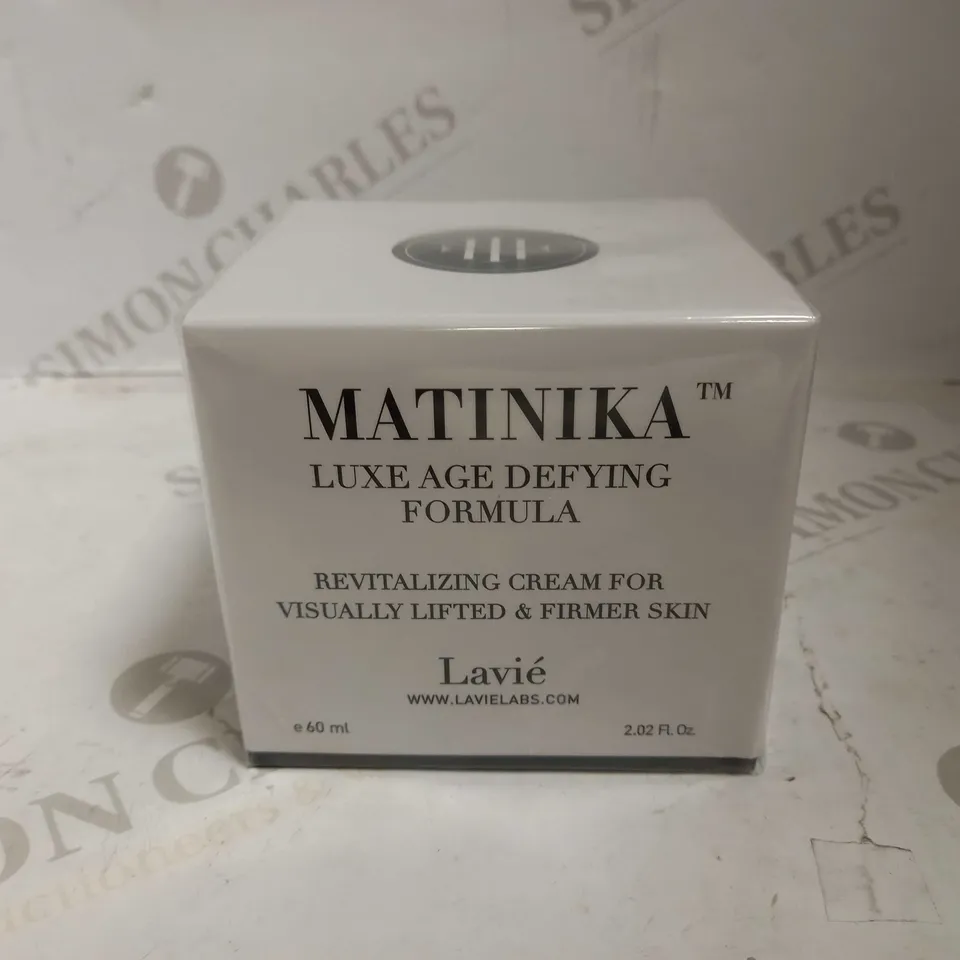 SIMON CHARLES
MATINIKA™
LUXE AGE DEFYING
FORMULA
REVITALIZING CREAM FOR
VISUALLY LIFTED & FIRMER SKIN
Lavié
WWW.LAVIELABS.COM
℮ 60 ml
2.02 Fl. Oz.